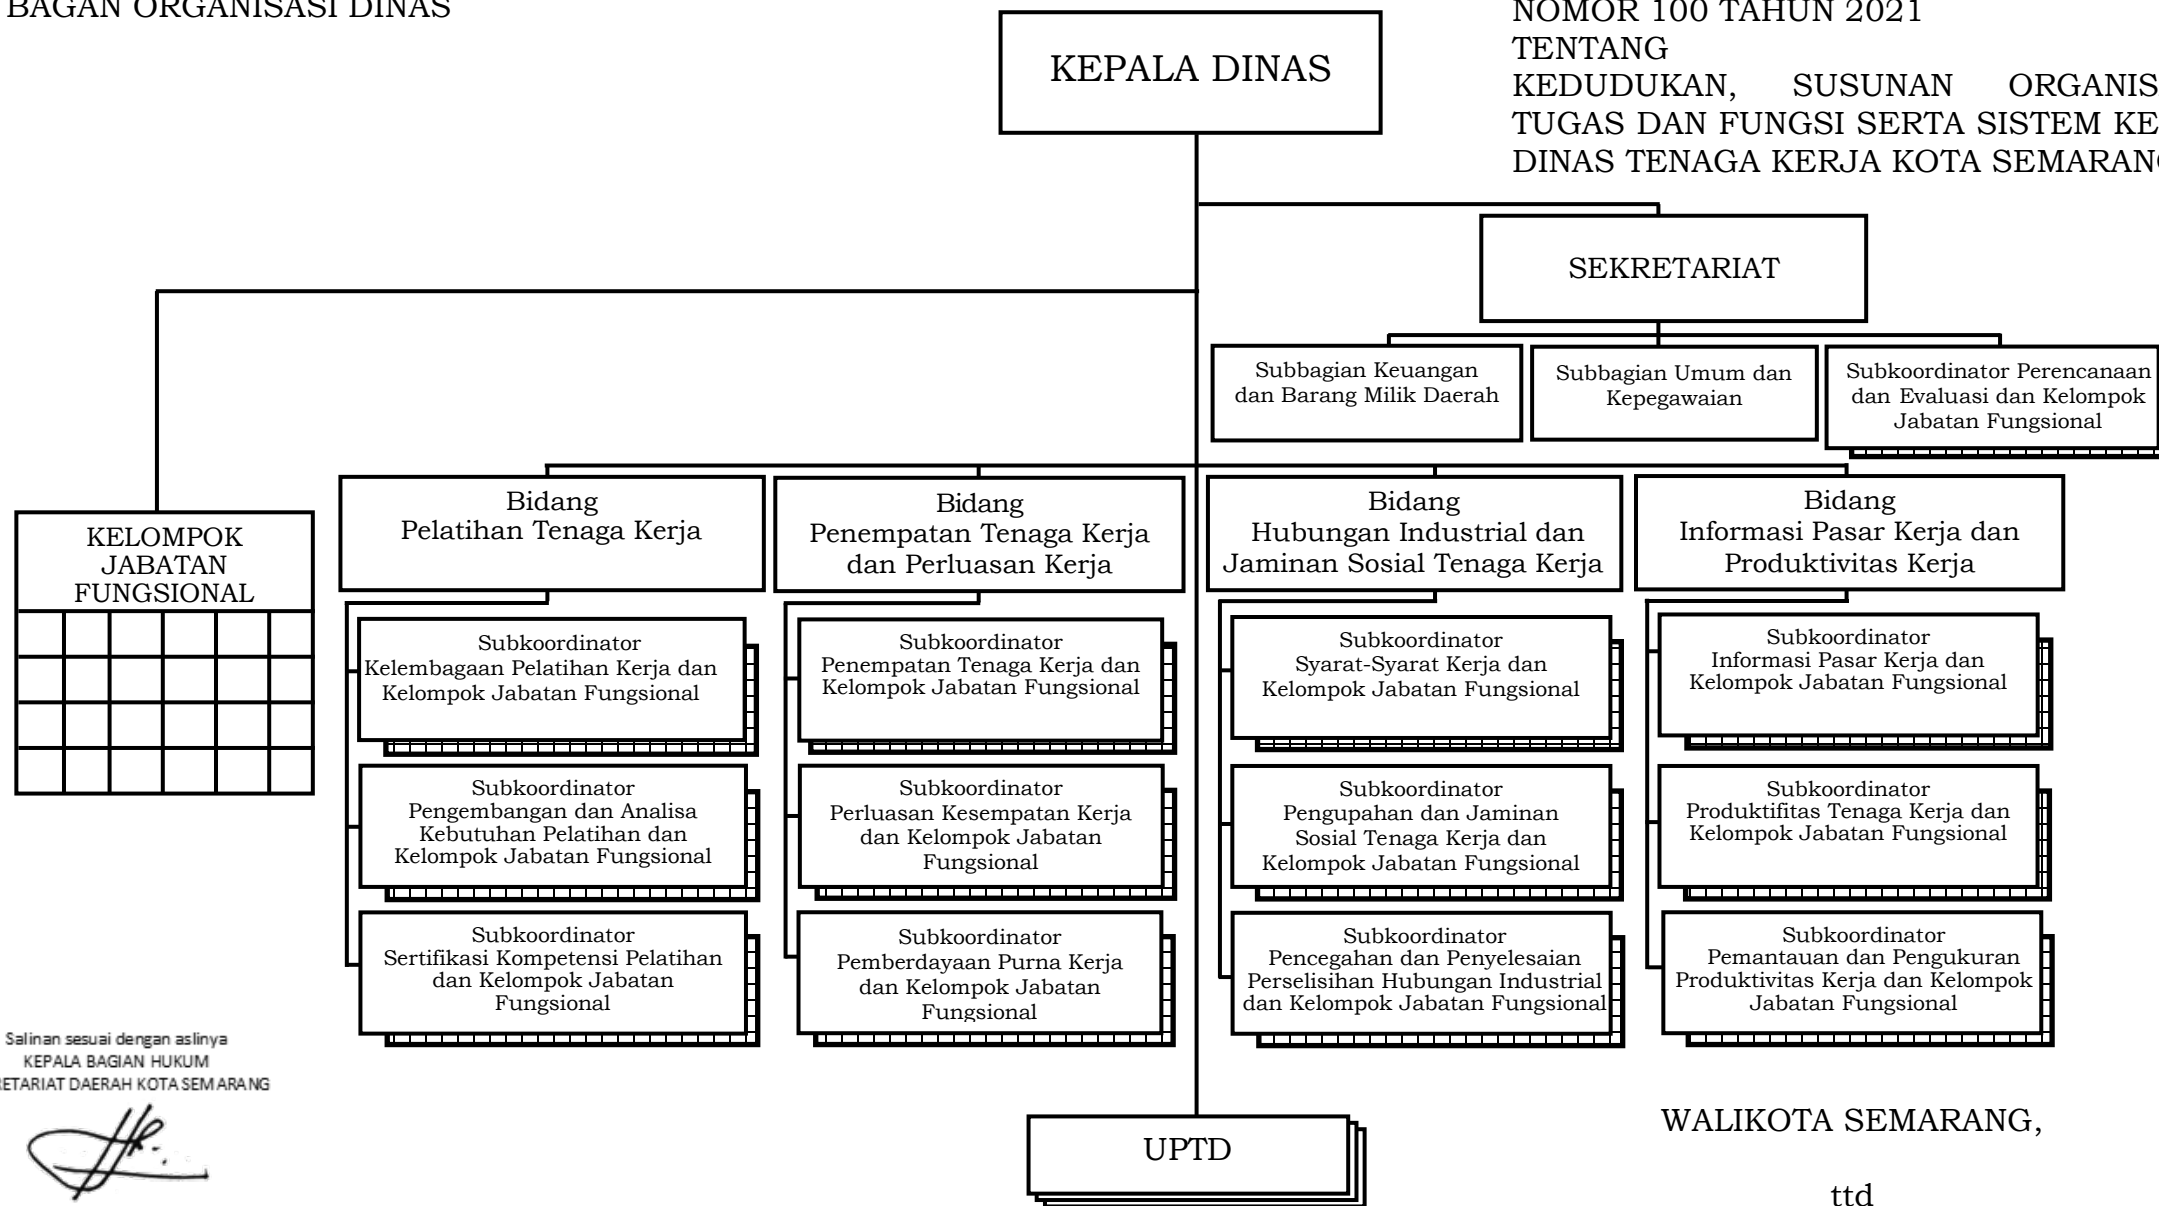 BAGAN ORGANISASI DINAS
NOMOR 100 TAHUN 2021
TENTANG
KEDUDUKAN, SUSUNAN ORGANIS
TUGAS DAN FUNGSI SERTA SISTEM KE
DINAS TENAGA KERJA KOTA SEMARANG
KEPALA DINAS
SEKRETARIAT
Subbagian Keuangan
dan Barang Milik Daerah
Subbagian Umum dan
Kepegawaian
Subkoordinator Perencanaan
dan Evaluasi dan Kelompok
Jabatan Fungsional
KELOMPOK
JABATAN
FUNGSIONAL
Bidang
Pelatihan Tenaga Kerja
Subkoordinator
Kelembagaan Pelatihan Kerja dan
Kelompok Jabatan Fungsional
Subkoordinator
Pengembangan dan Analisa
Kebutuhan Pelatihan dan
Kelompok Jabatan Fungsional
Subkoordinator
Sertifikasi Kompetensi Pelatihan
dan Kelompok Jabatan
Fungsional
Bidang
Penempatan Tenaga Kerja
dan Perluasan Kerja
Subkoordinator
Penempatan Tenaga Kerja dan
Kelompok Jabatan Fungsional
Subkoordinator
Perluasan Kesempatan Kerja
dan Kelompok Jabatan
Fungsional
Subkoordinator
Pemberdayaan Purna Kerja
dan Kelompok Jabatan
Fungsional
Bidang
Hubungan Industrial dan
Jaminan Sosial Tenaga Kerja
Subkoordinator
Syarat-Syarat Kerja dan
Kelompok Jabatan Fungsional
Subkoordinator
Pengupahan dan Jaminan
Sosial Tenaga Kerja dan
Kelompok Jabatan Fungsional
Subkoordinator
Pencegahan dan Penyelesaian
Perselisihan Hubungan Industrial
dan Kelompok Jabatan Fungsional
Bidang
Informasi Pasar Kerja dan
Produktivitas Kerja
Subkoordinator
Informasi Pasar Kerja dan
Kelompok Jabatan Fungsional
Subkoordinator
Produktifitas Tenaga Kerja dan
Kelompok Jabatan Fungsional
Subkoordinator
Pemantauan dan Pengukuran
Produktivitas Kerja dan Kelompok
Jabatan Fungsional
UPTD
Salinan sesuai dengan aslinya
KEPALA BAGIAN HUKUM
RETARIAT DAERAH KOTA SEMARANG
WALIKOTA SEMARANG,
ttd